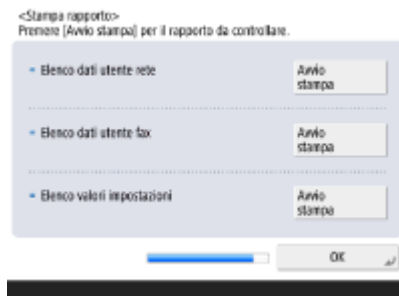 <Stampa rapporto>
Premere [Avvio stampa] per il rapporto da controllare.
Elenco dati utente rete
Avvio
stampa
Elenco dati utente fax
Avvio
stampa
Elenco valori impostazioni
Avvio
stampa
OK